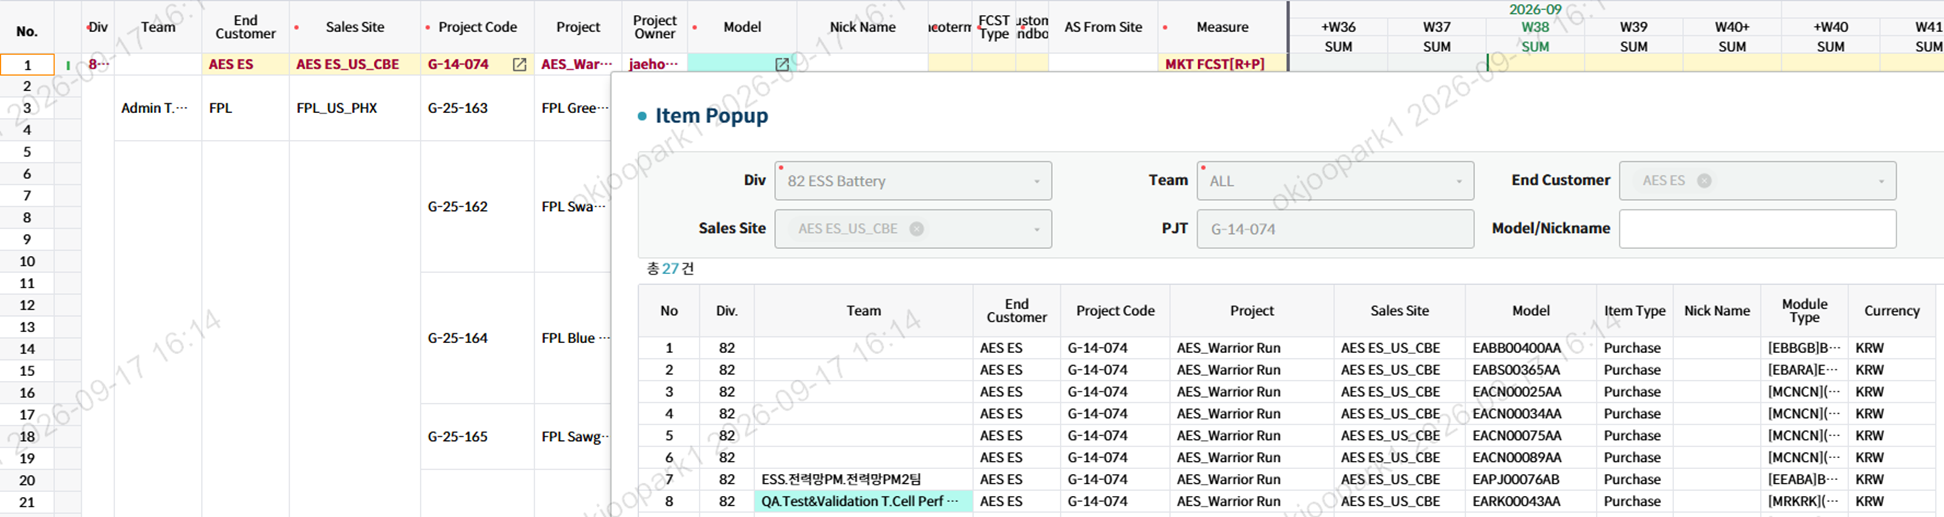 2026-09
No. Div Team End Customer Sales Site Project Code Project Project Owner Model Nick Name FCST Type AS From Site Measure +W36 W37 W38 W39 W40+ +W40 W41
SUM SUM SUM SUM SUM SUM SUM
1 8··· AES ES AES ES_US_CBE G-14-074 AES_War··· jaeho··· MKT FCST[R+P]
2
3 Admin T.··· FPL FPL_US_PHX G-25-163 FPL Gree···
4
5
6
7 G-25-162 FPL Swa···
8
9
10
11
12
13 G-25-164 FPL Blue ···
14
15
16
17
18 G-25-165 FPL Sawg···
19
20
21
Item Popup
Div 82 ESS Battery Team ALL End Customer AES ES
Sales Site AES ES_US_CBE PJT G-14-074 Model/Nickname
총 27 건
No Div. Team End Customer Project Code Project Sales Site Model Item Type Nick Name Module Type Currency
1 82 AES ES G-14-074 AES_Warrior Run AES ES_US_CBE EABB00400AA Purchase [EBBGB]B··· KRW
2 82 AES ES G-14-074 AES_Warrior Run AES ES_US_CBE EABS00365AA Purchase [EBARA]E··· KRW
3 82 AES ES G-14-074 AES_Warrior Run AES ES_US_CBE EACN00025AA Purchase [MCNCN](··· KRW
4 82 AES ES G-14-074 AES_Warrior Run AES ES_US_CBE EACN00034AA Purchase [MCNCN](··· KRW
5 82 AES ES G-14-074 AES_Warrior Run AES ES_US_CBE EACN00075AA Purchase [MCNCN](··· KRW
6 82 AES ES G-14-074 AES_Warrior Run AES ES_US_CBE EACN00089AA Purchase [MCNCN](··· KRW
7 82 ESS.전력망PM.전력망PM2팀 AES ES G-14-074 AES_Warrior Run AES ES_US_CBE EAPJ00076AB Purchase [EEABA]B··· KRW
8 82 QA.Test&Validation T.Cell Perf ··· AES ES G-14-074 AES_Warrior Run AES ES_US_CBE EARK00043AA Purchase [MRKRK](··· KRW
okjoopark1 2026-09-17 16:14